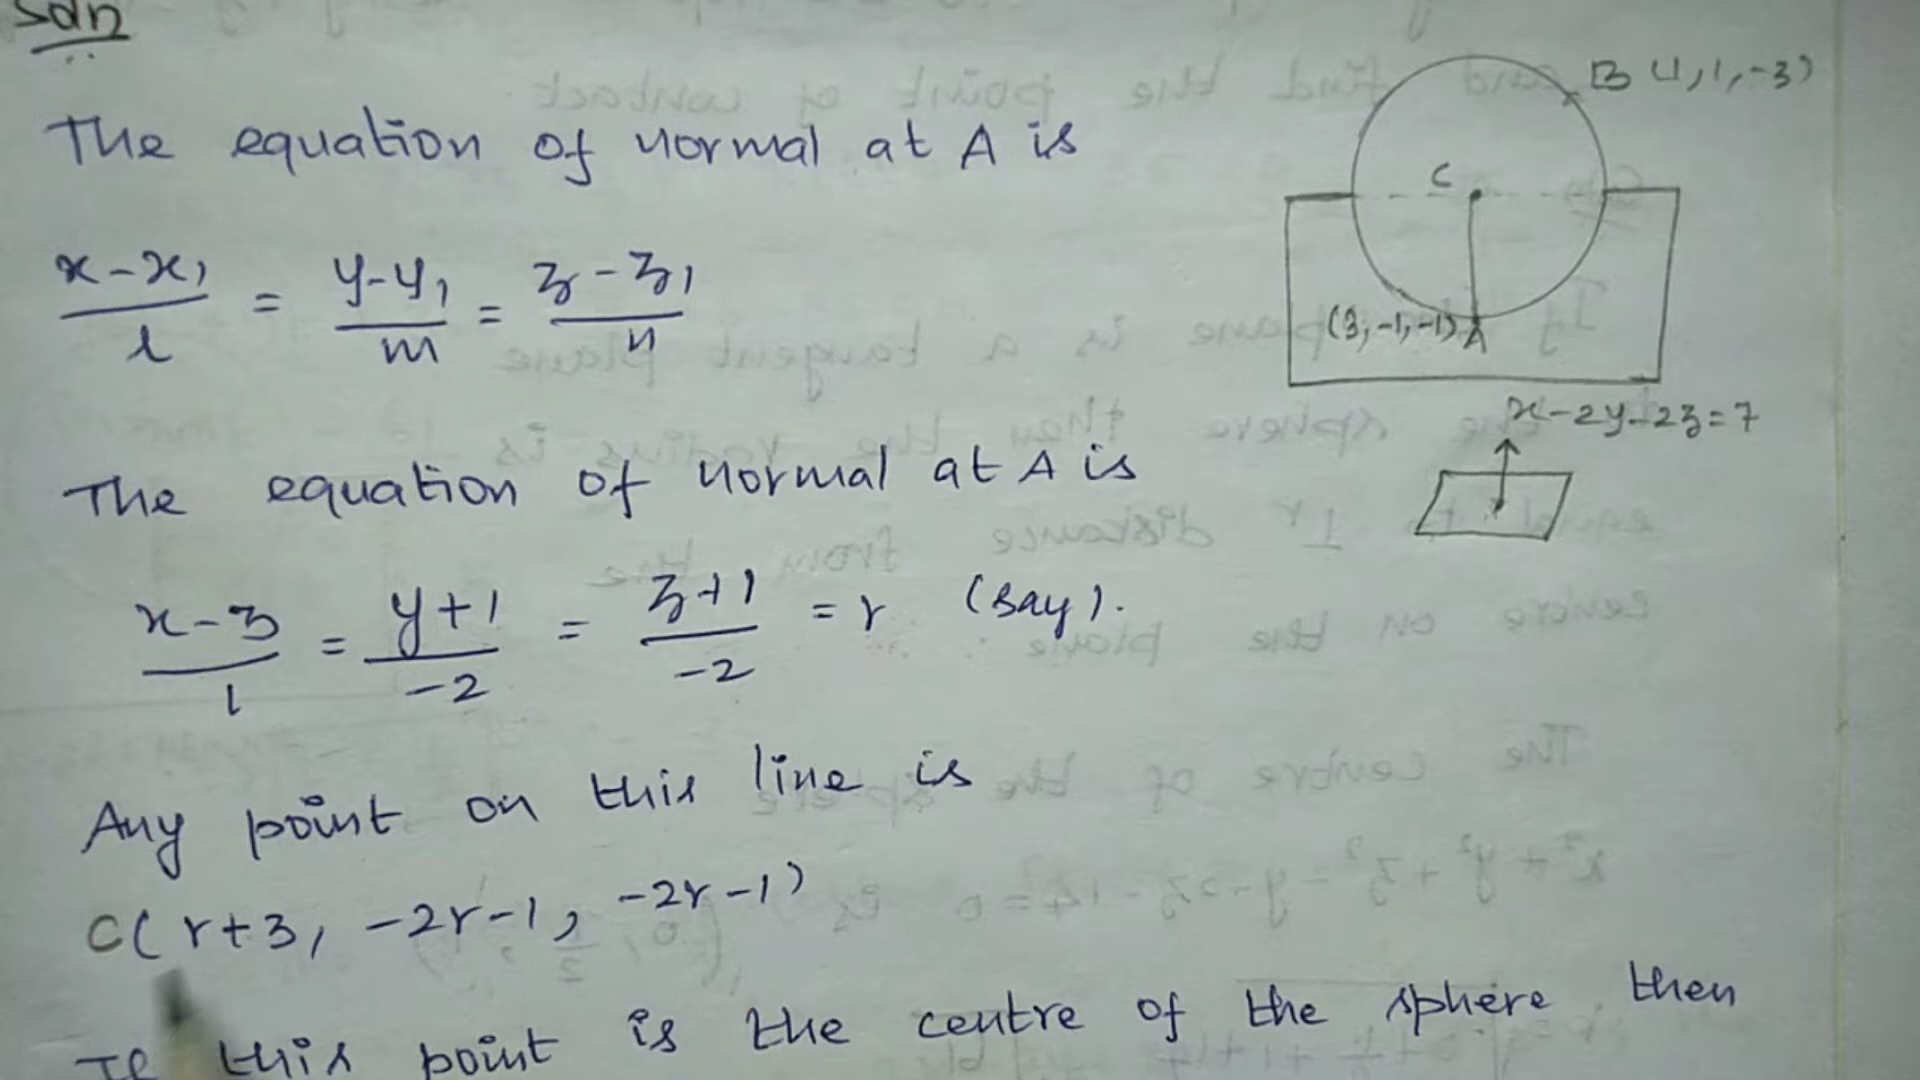 Soln
The equation of normal at A is
x-x1/l = y-y1/m = z-z1/n
The equation of normal at A is
x-3/1 = y+1/-2 = z+1/-2 = r (say).
Any point on this line is
C(r+3, -2r-1, -2r-1)
If this point is the centre of the sphere then
B (1,1,-3)
C
(3,-1,-1) A
x-2y-2z=7